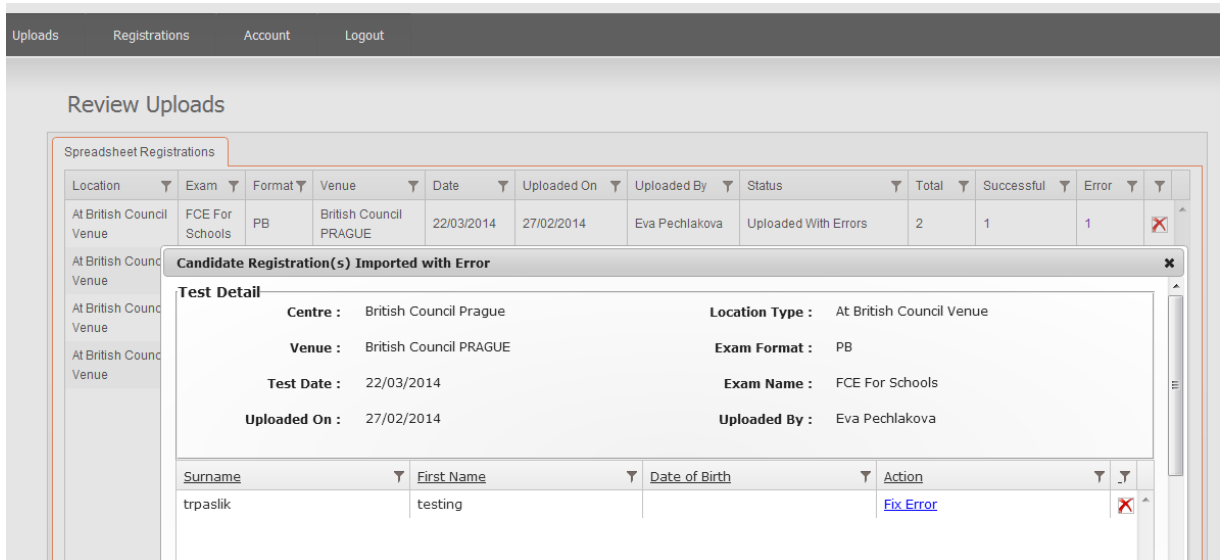 Uploads Registrations Account Logout
Review Uploads
Spreadsheet Registrations
Location Exam Format Venue Date Uploaded On Uploaded By Status Total Successful Error
At British Council FCE For PB British Council 22/03/2014 27/02/2014 Eva Pechlakova Uploaded With Errors 2 1 1
Venue Schools PRAGUE
At British Counc
Venue
At British Counc
Venue
At British Counc
Venue
Candidate Registration(s) Imported with Error
Test Detail
Centre : British Council Prague Location Type : At British Council Venue
Venue : British Council PRAGUE Exam Format : PB
Test Date : 22/03/2014 Exam Name : FCE For Schools
Uploaded On : 27/02/2014 Uploaded By : Eva Pechlakova
Surname First Name Date of Birth Action
trpaslik testing Fix Error